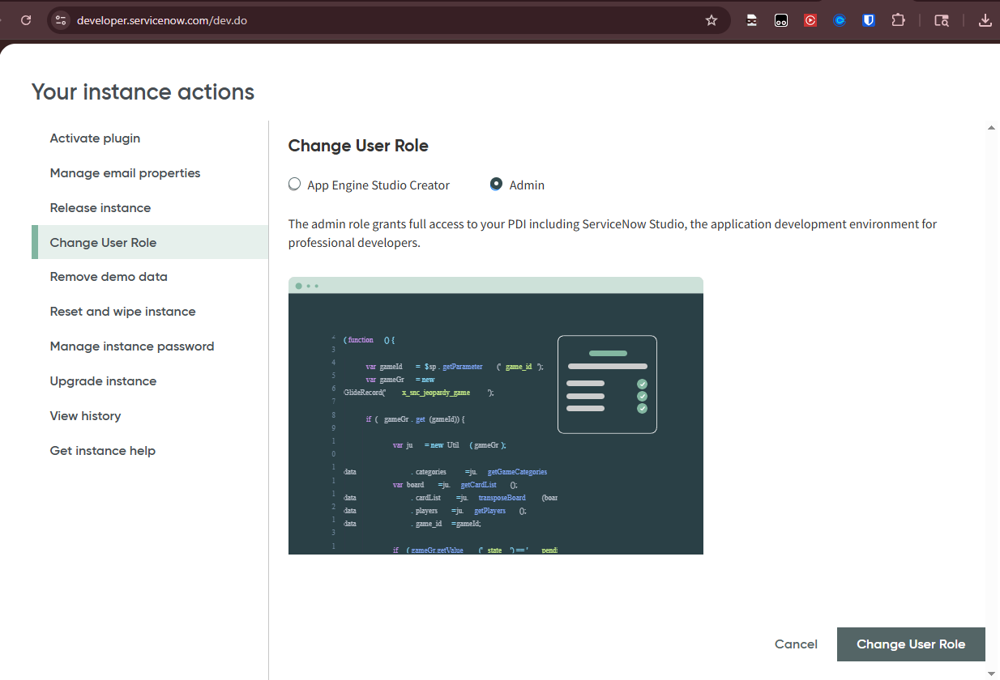 developer.servicenow.com/dev.do
Your instance actions
Activate plugin
Manage email properties
Release instance
Change User Role
Remove demo data
Reset and wipe instance
Manage instance password
Upgrade instance
View history
Get instance help
Change User Role
App Engine Studio Creator
Admin
The admin role grants full access to your PDI including ServiceNow Studio, the application development environment for
professional developers.
( function () {
3
4 var gameId = $sp . getParameter (' game_id ');
5 var gameGr = new
6 GlideRecord(' x_snc_jeopardy_game ');
7
8 if ( gameGr . get (gameId)) {
9
1 var ju = new Util ( gameGr );
0
1 data . categories =ju. getGameCategories
1 var board =ju. getCardList ();
1 data . cardList =ju. transposeBoard (boar
2 data . players =ju. getPlayers ();
1 data . game_id =gameId;
3
1 if ( gameGr.getValue (' state ') == ' pendi
Cancel
Change User Role